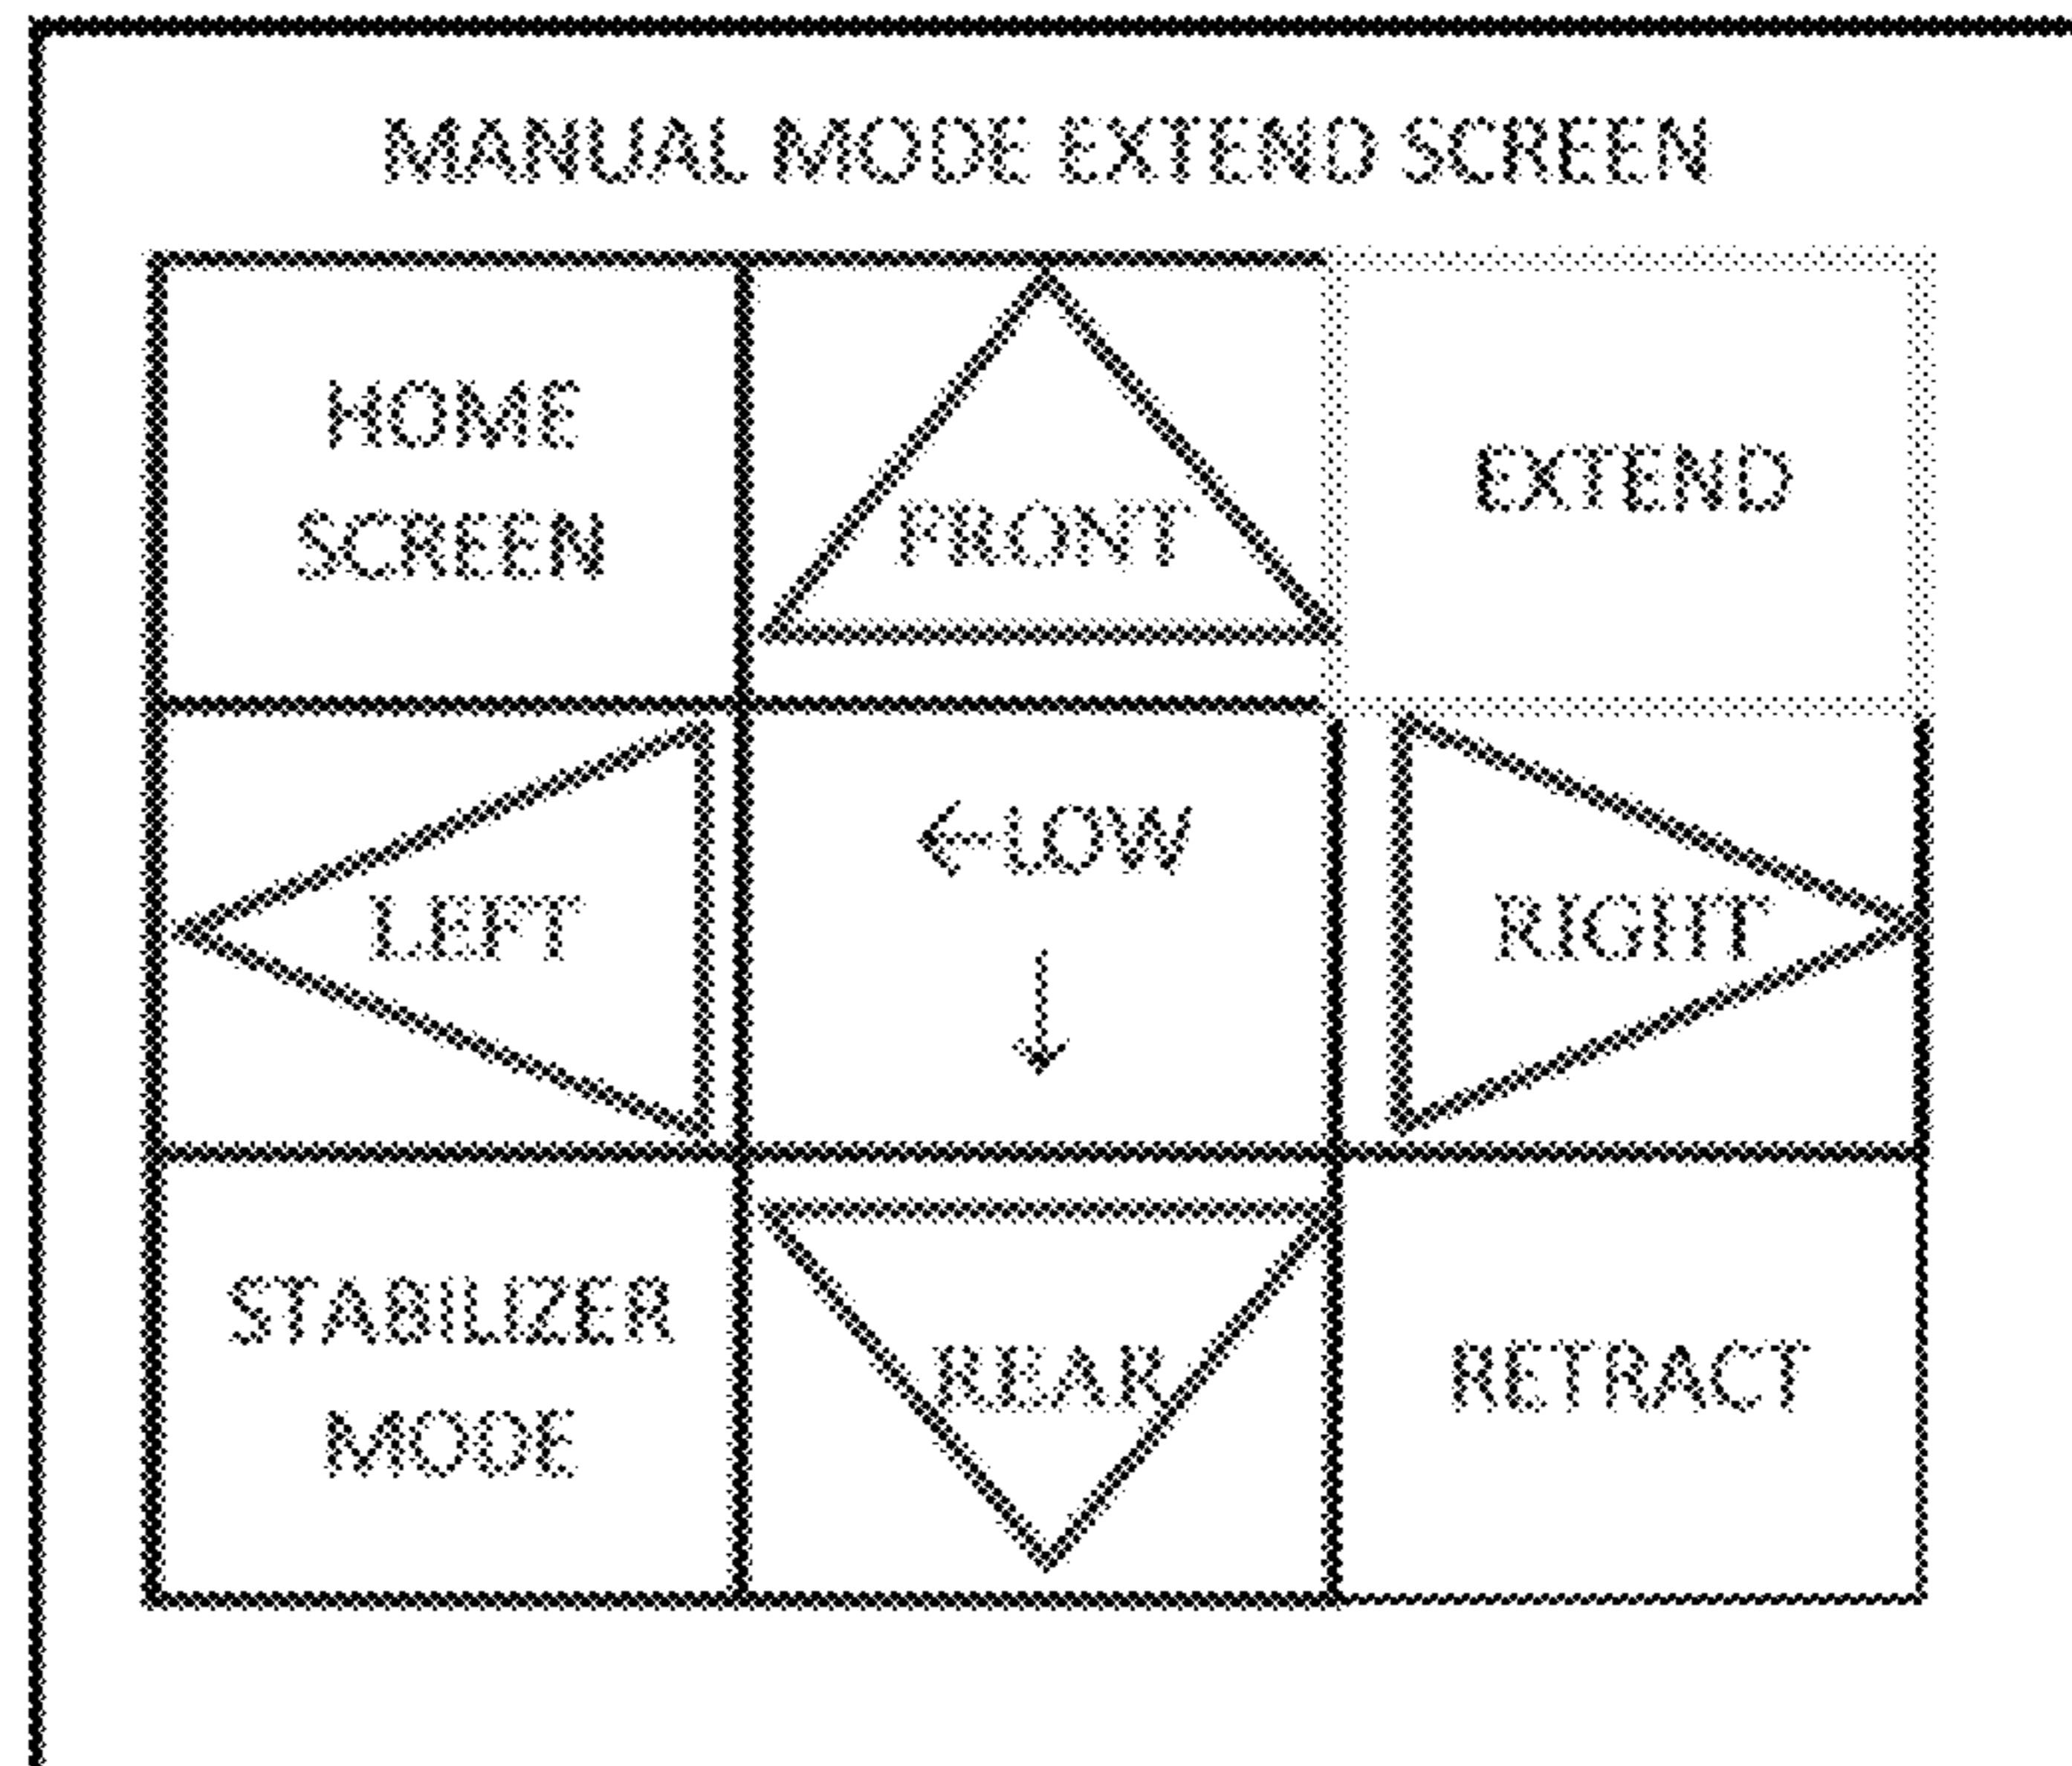 MANUAL MODE EXTEND SCREEN
HOME
SCREEN
FRONT
EXTEND
LEFT
←LOW
↓
RIGHT
STABILIZER
MODE
REAR
RETRACT